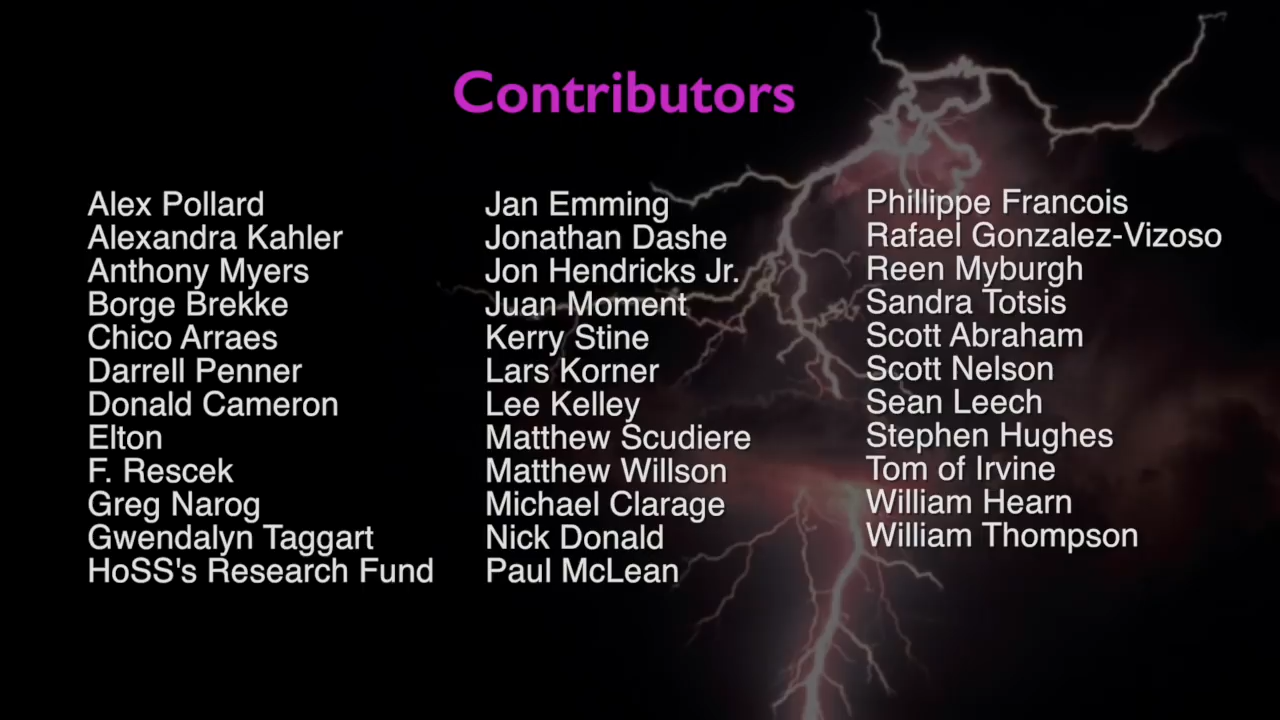 Contributors
Alex Pollard
Alexandra Kahler
Anthony Myers
Borge Brekke
Chico Arraes
Darrell Penner
Donald Cameron
Elton
F. Rescek
Greg Narog
Gwendalyn Taggart
HoSS's Research Fund
Jan Emming
Jonathan Dashe
Jon Hendricks Jr.
Juan Moment
Kerry Stine
Lars Korner
Lee Kelley
Matthew Scudiere
Matthew Willson
Michael Clarage
Nick Donald
Paul McLean
Phillippe Francois
Rafael Gonzalez-Vizoso
Reen Myburgh
Sandra Totsis
Scott Abraham
Scott Nelson
Sean Leech
Stephen Hughes
Tom of Irvine
William Hearn
William Thompson